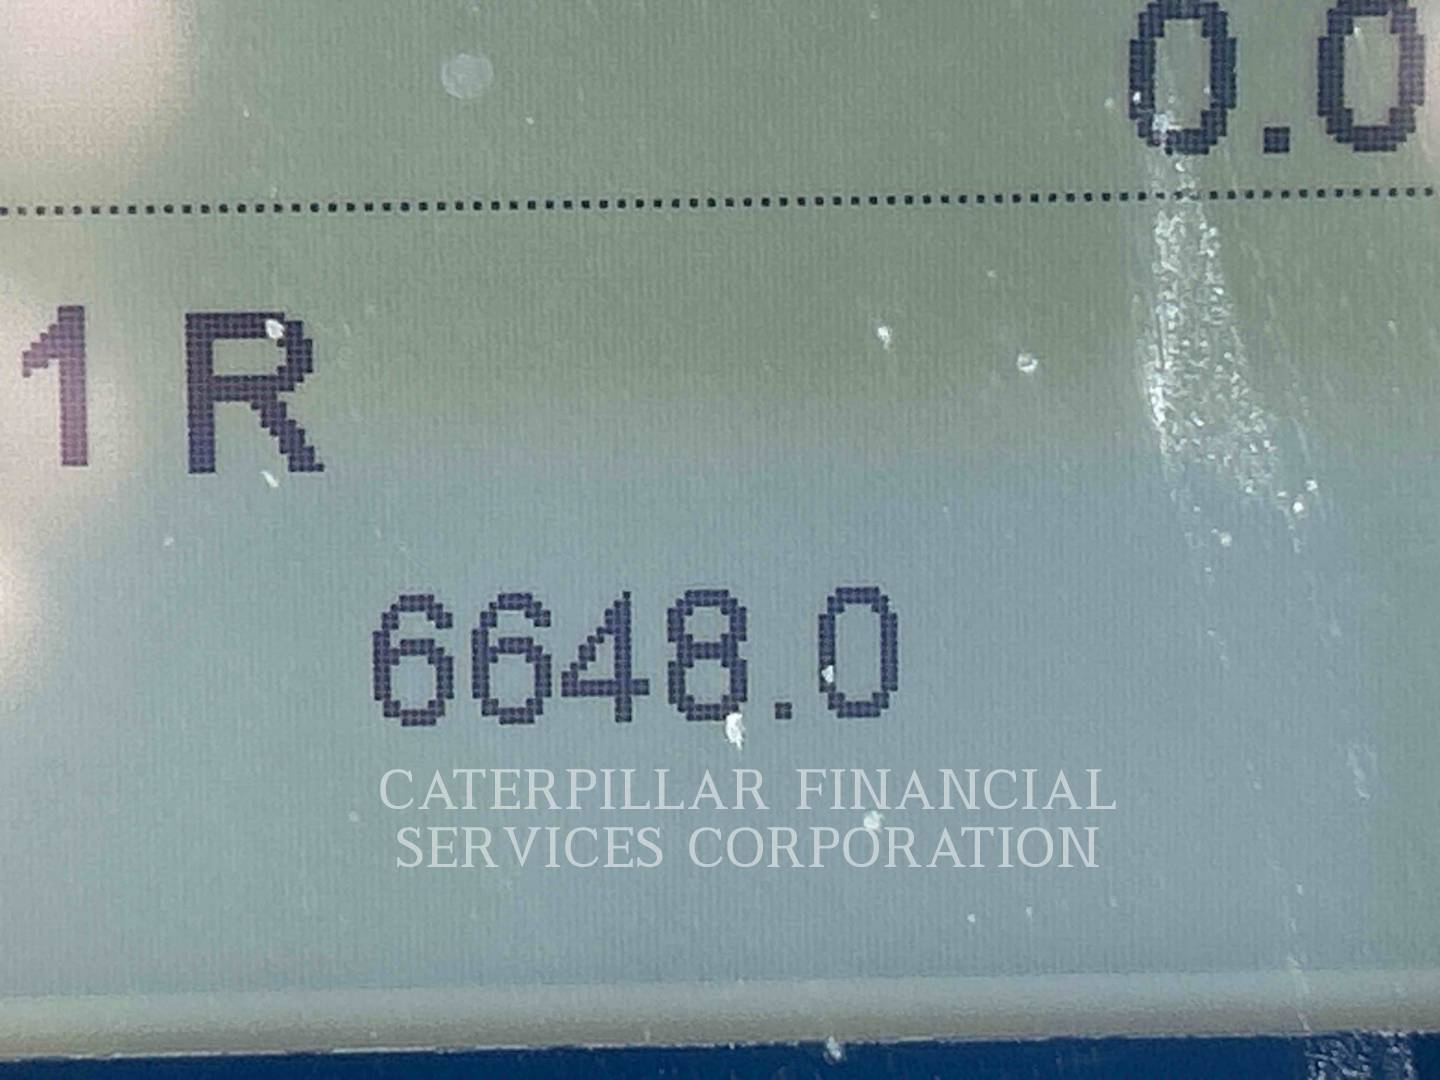 0.0
1 R
6648.0
CATERPILLAR FINANCIAL
SERVICES CORPORATION